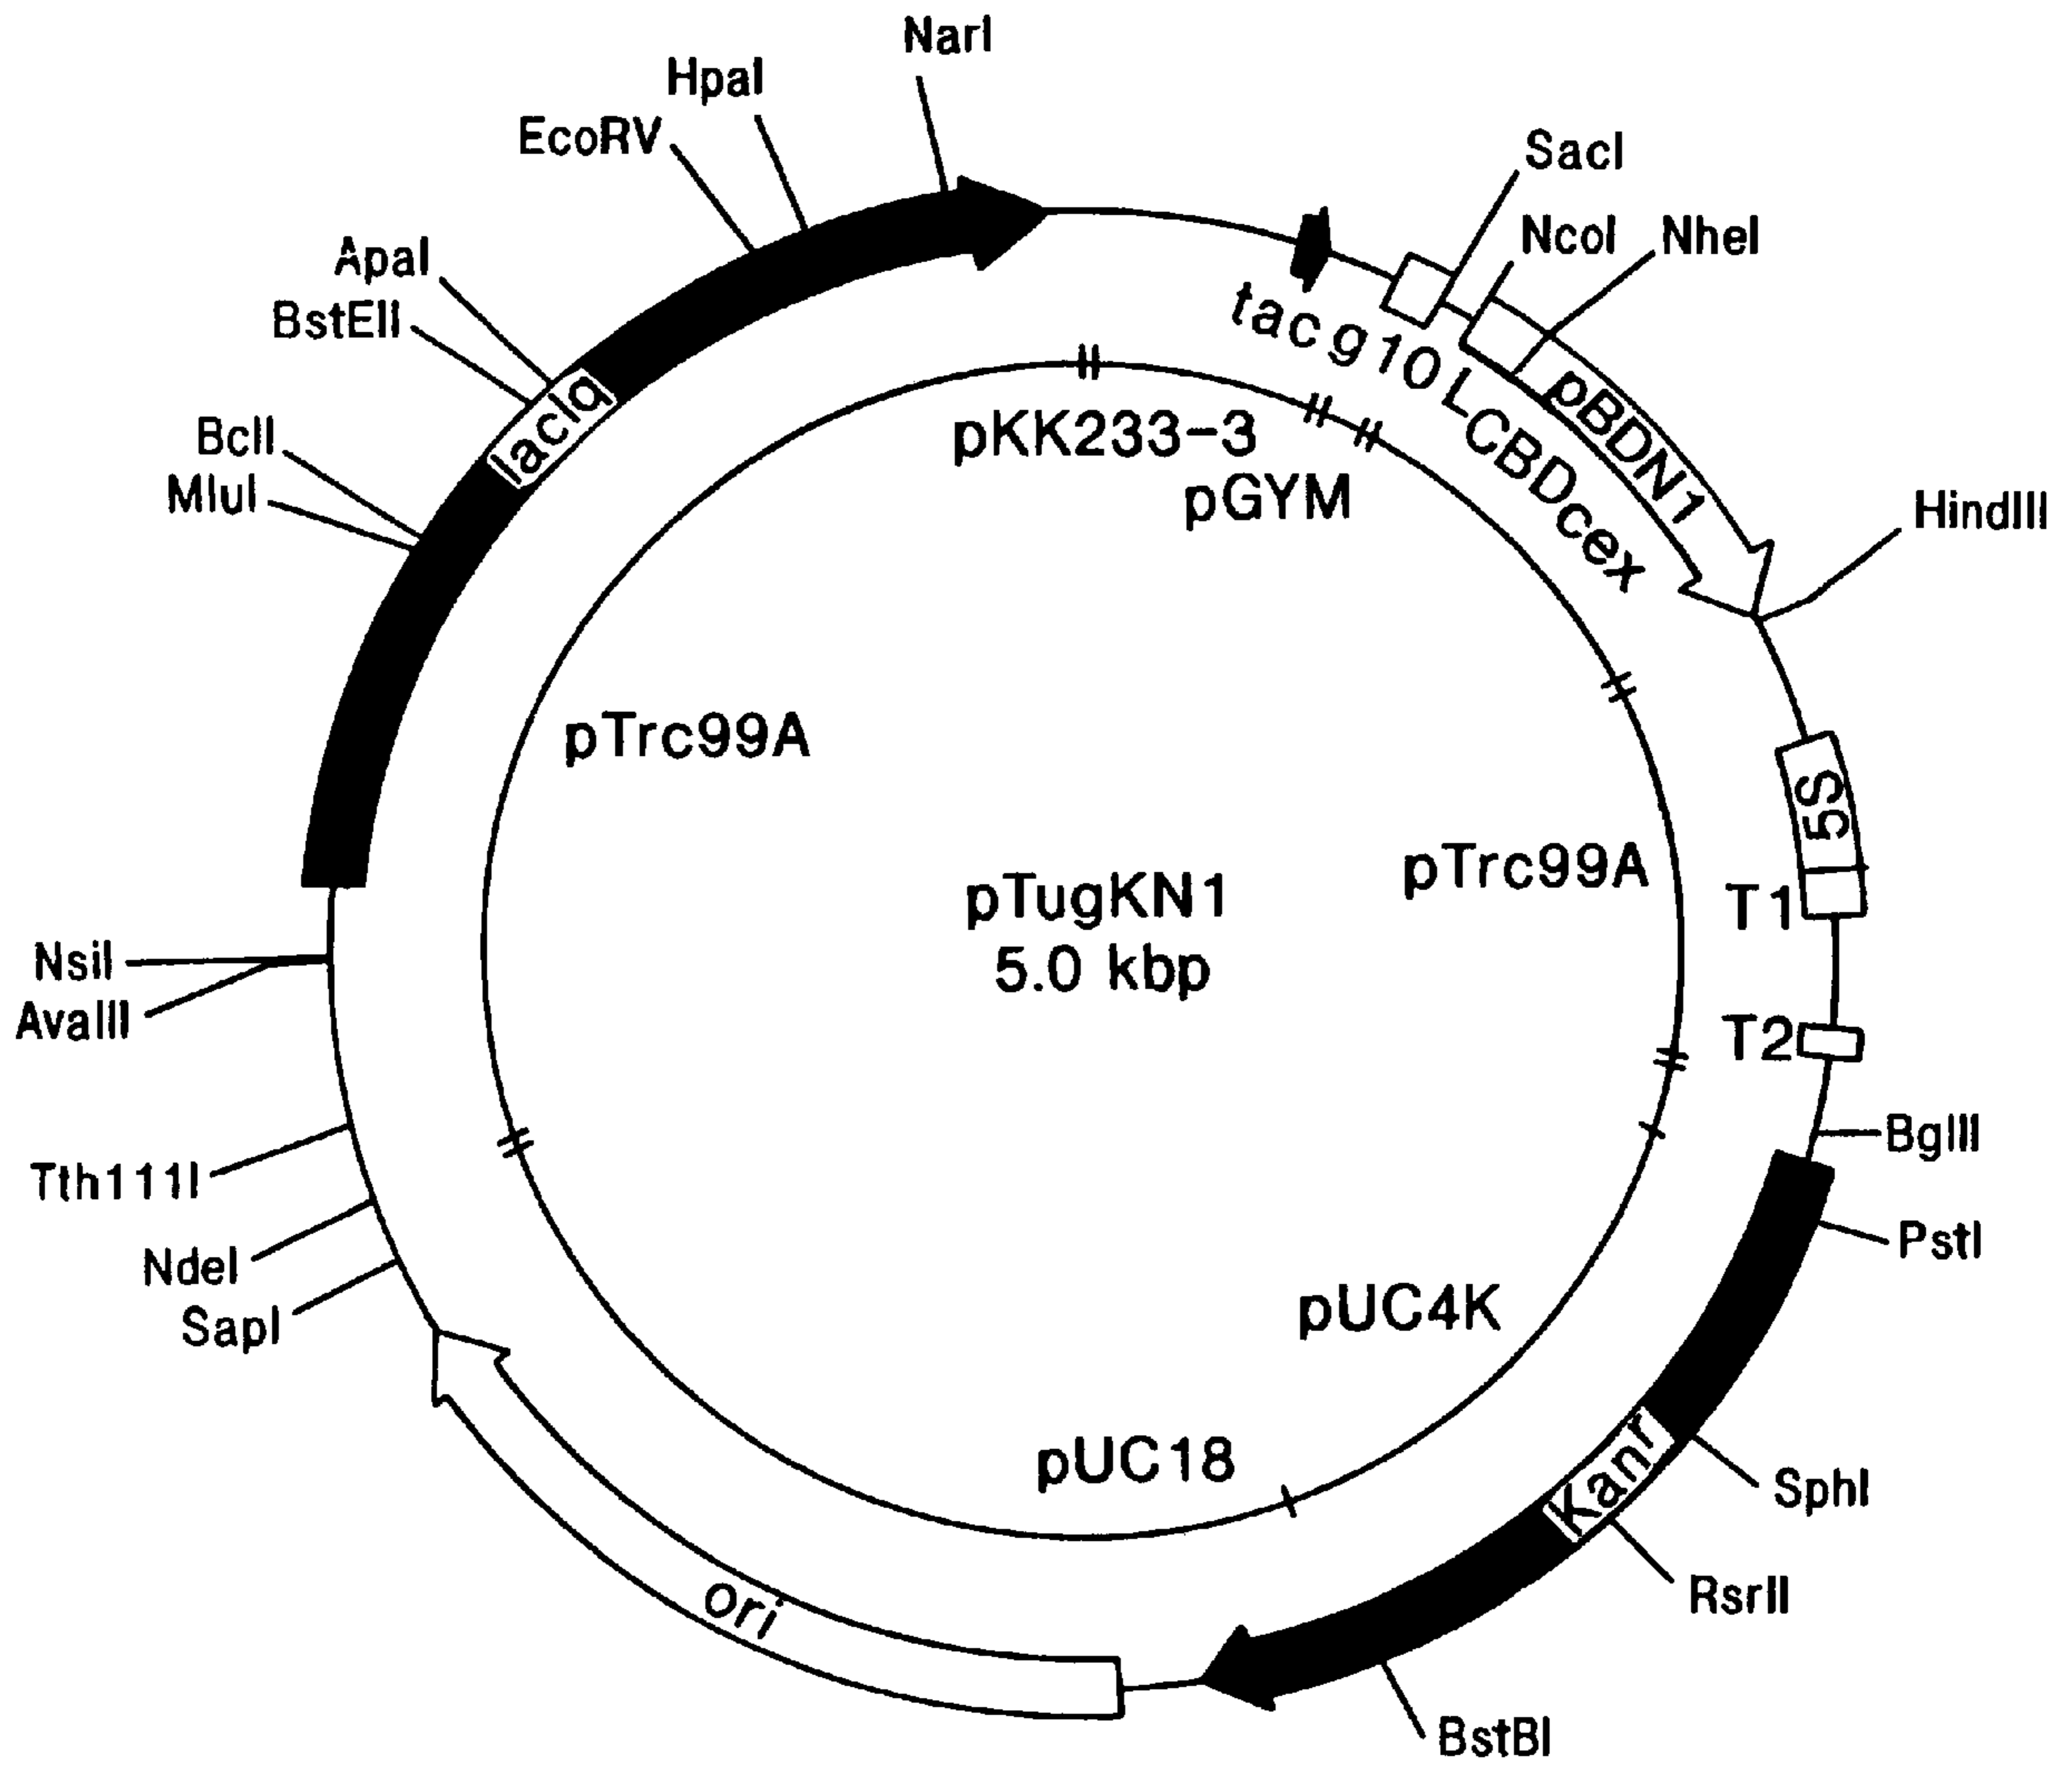 NarI
HpaI
EcoRV
SacI
NcoI
NheI
ApaI
BstEII
lacIq
tac g10L CBDcex
pBDN1
BclI
MluI
HindIII
pKK233-3
pGYM
pTrc99A
5S
pTrc99A
T1
pTugKN1
5.0 kbp
NsiI
AvaIII
T2
BglII
Tth111I
PstI
NdeI
SapI
pUC4K
pUC18
Kanr
SphI
RsrII
ori
BstBI